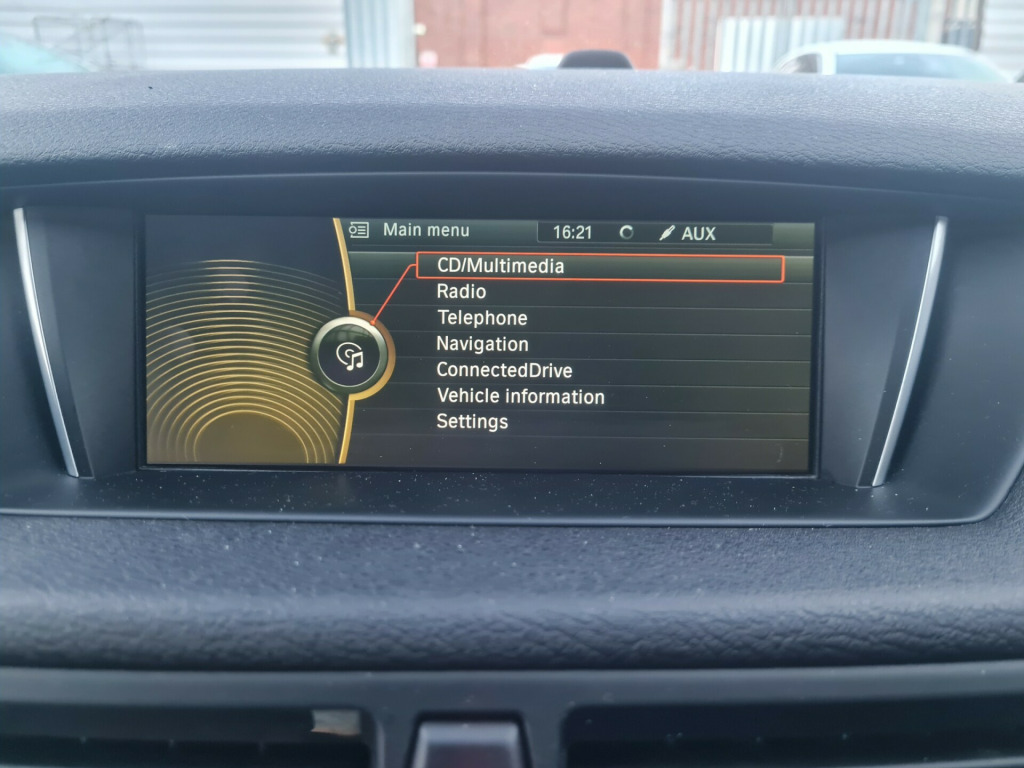 Main menu 16:21 AUX
CD/Multimedia
Radio
Telephone
Navigation
ConnectedDrive
Vehicle information
Settings